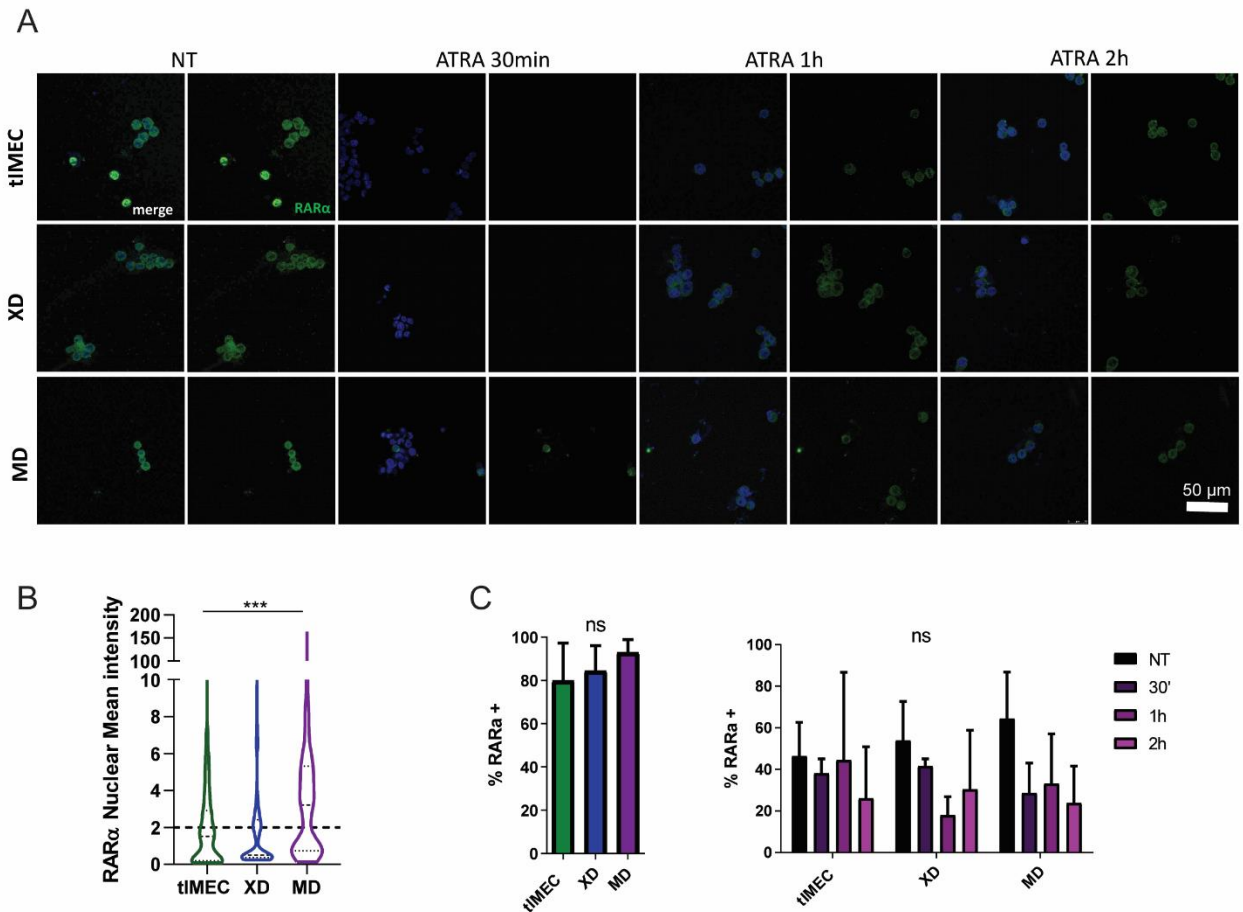 A
NT ATRA 30min ATRA 1h ATRA 2h
tIMEC
merge
RARα
XD
MD
50 µm
B
RARα Nuclear Mean intensity
200
150
100
10
8
6
4
2
0
***
tIMEC XD MD
C
% RARa +
100
80
60
40
20
0
ns
tIMEC XD MD
% RARa +
100
80
60
40
20
0
ns
tIMEC XD MD
NT
30'
1h
2h